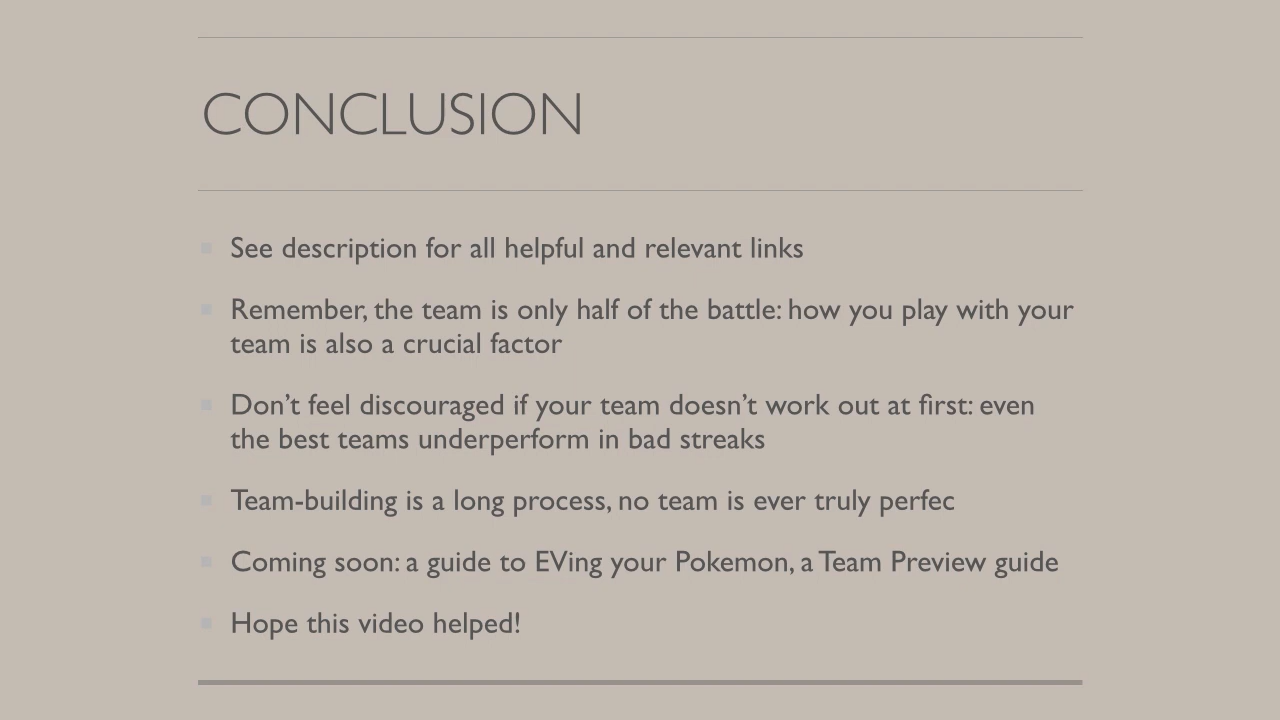 CONCLUSION
See description for all helpful and relevant links
Remember, the team is only half of the battle: how you play with your
team is also a crucial factor
Don’t feel discouraged if your team doesn’t work out at first: even
the best teams underperform in bad streaks
Team-building is a long process, no team is ever truly perfec
Coming soon: a guide to EVing your Pokemon, a Team Preview guide
Hope this video helped!